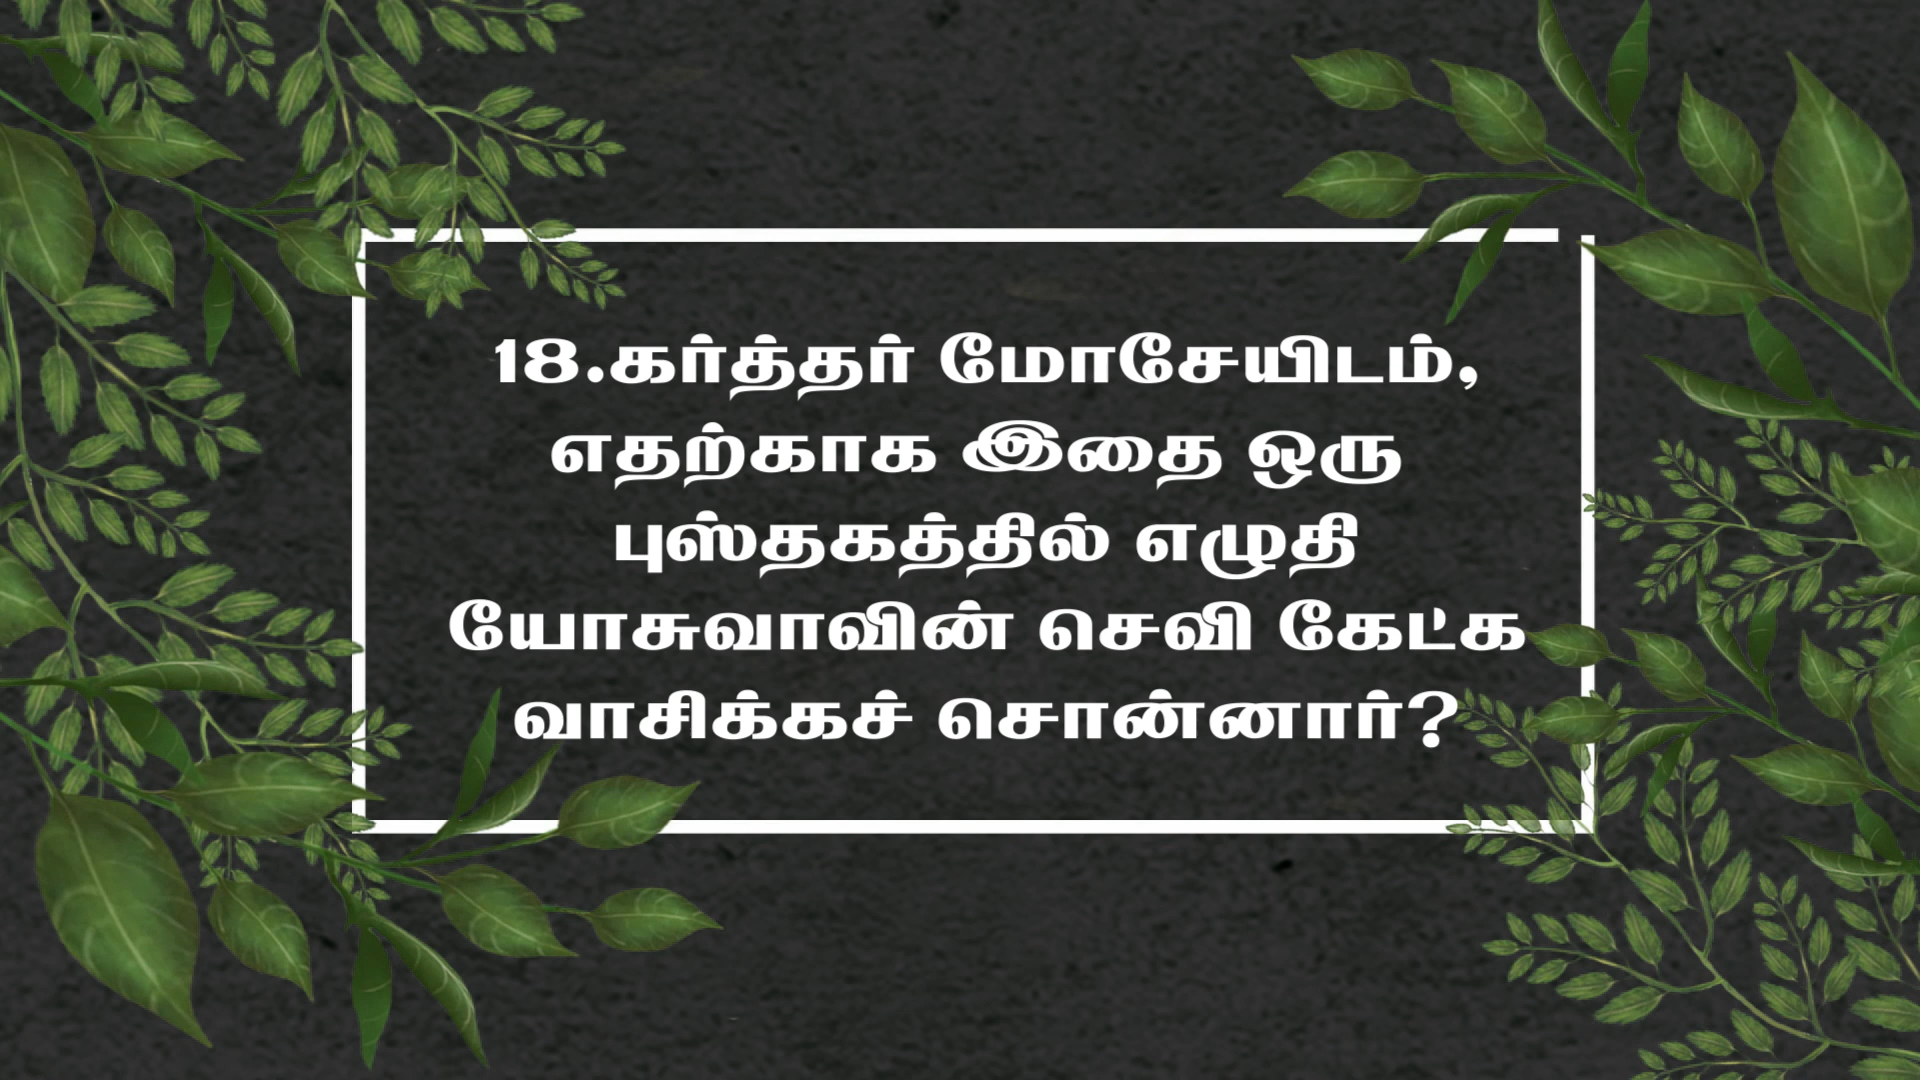 18.கர்த்தர் மோசேயிடம்,
எதற்காக இதை ஒரு
புஸ்தகத்தில் எழுதி
யோசுவாவின் செவி கேட்க
வாசிக்கச் சொன்னார்?